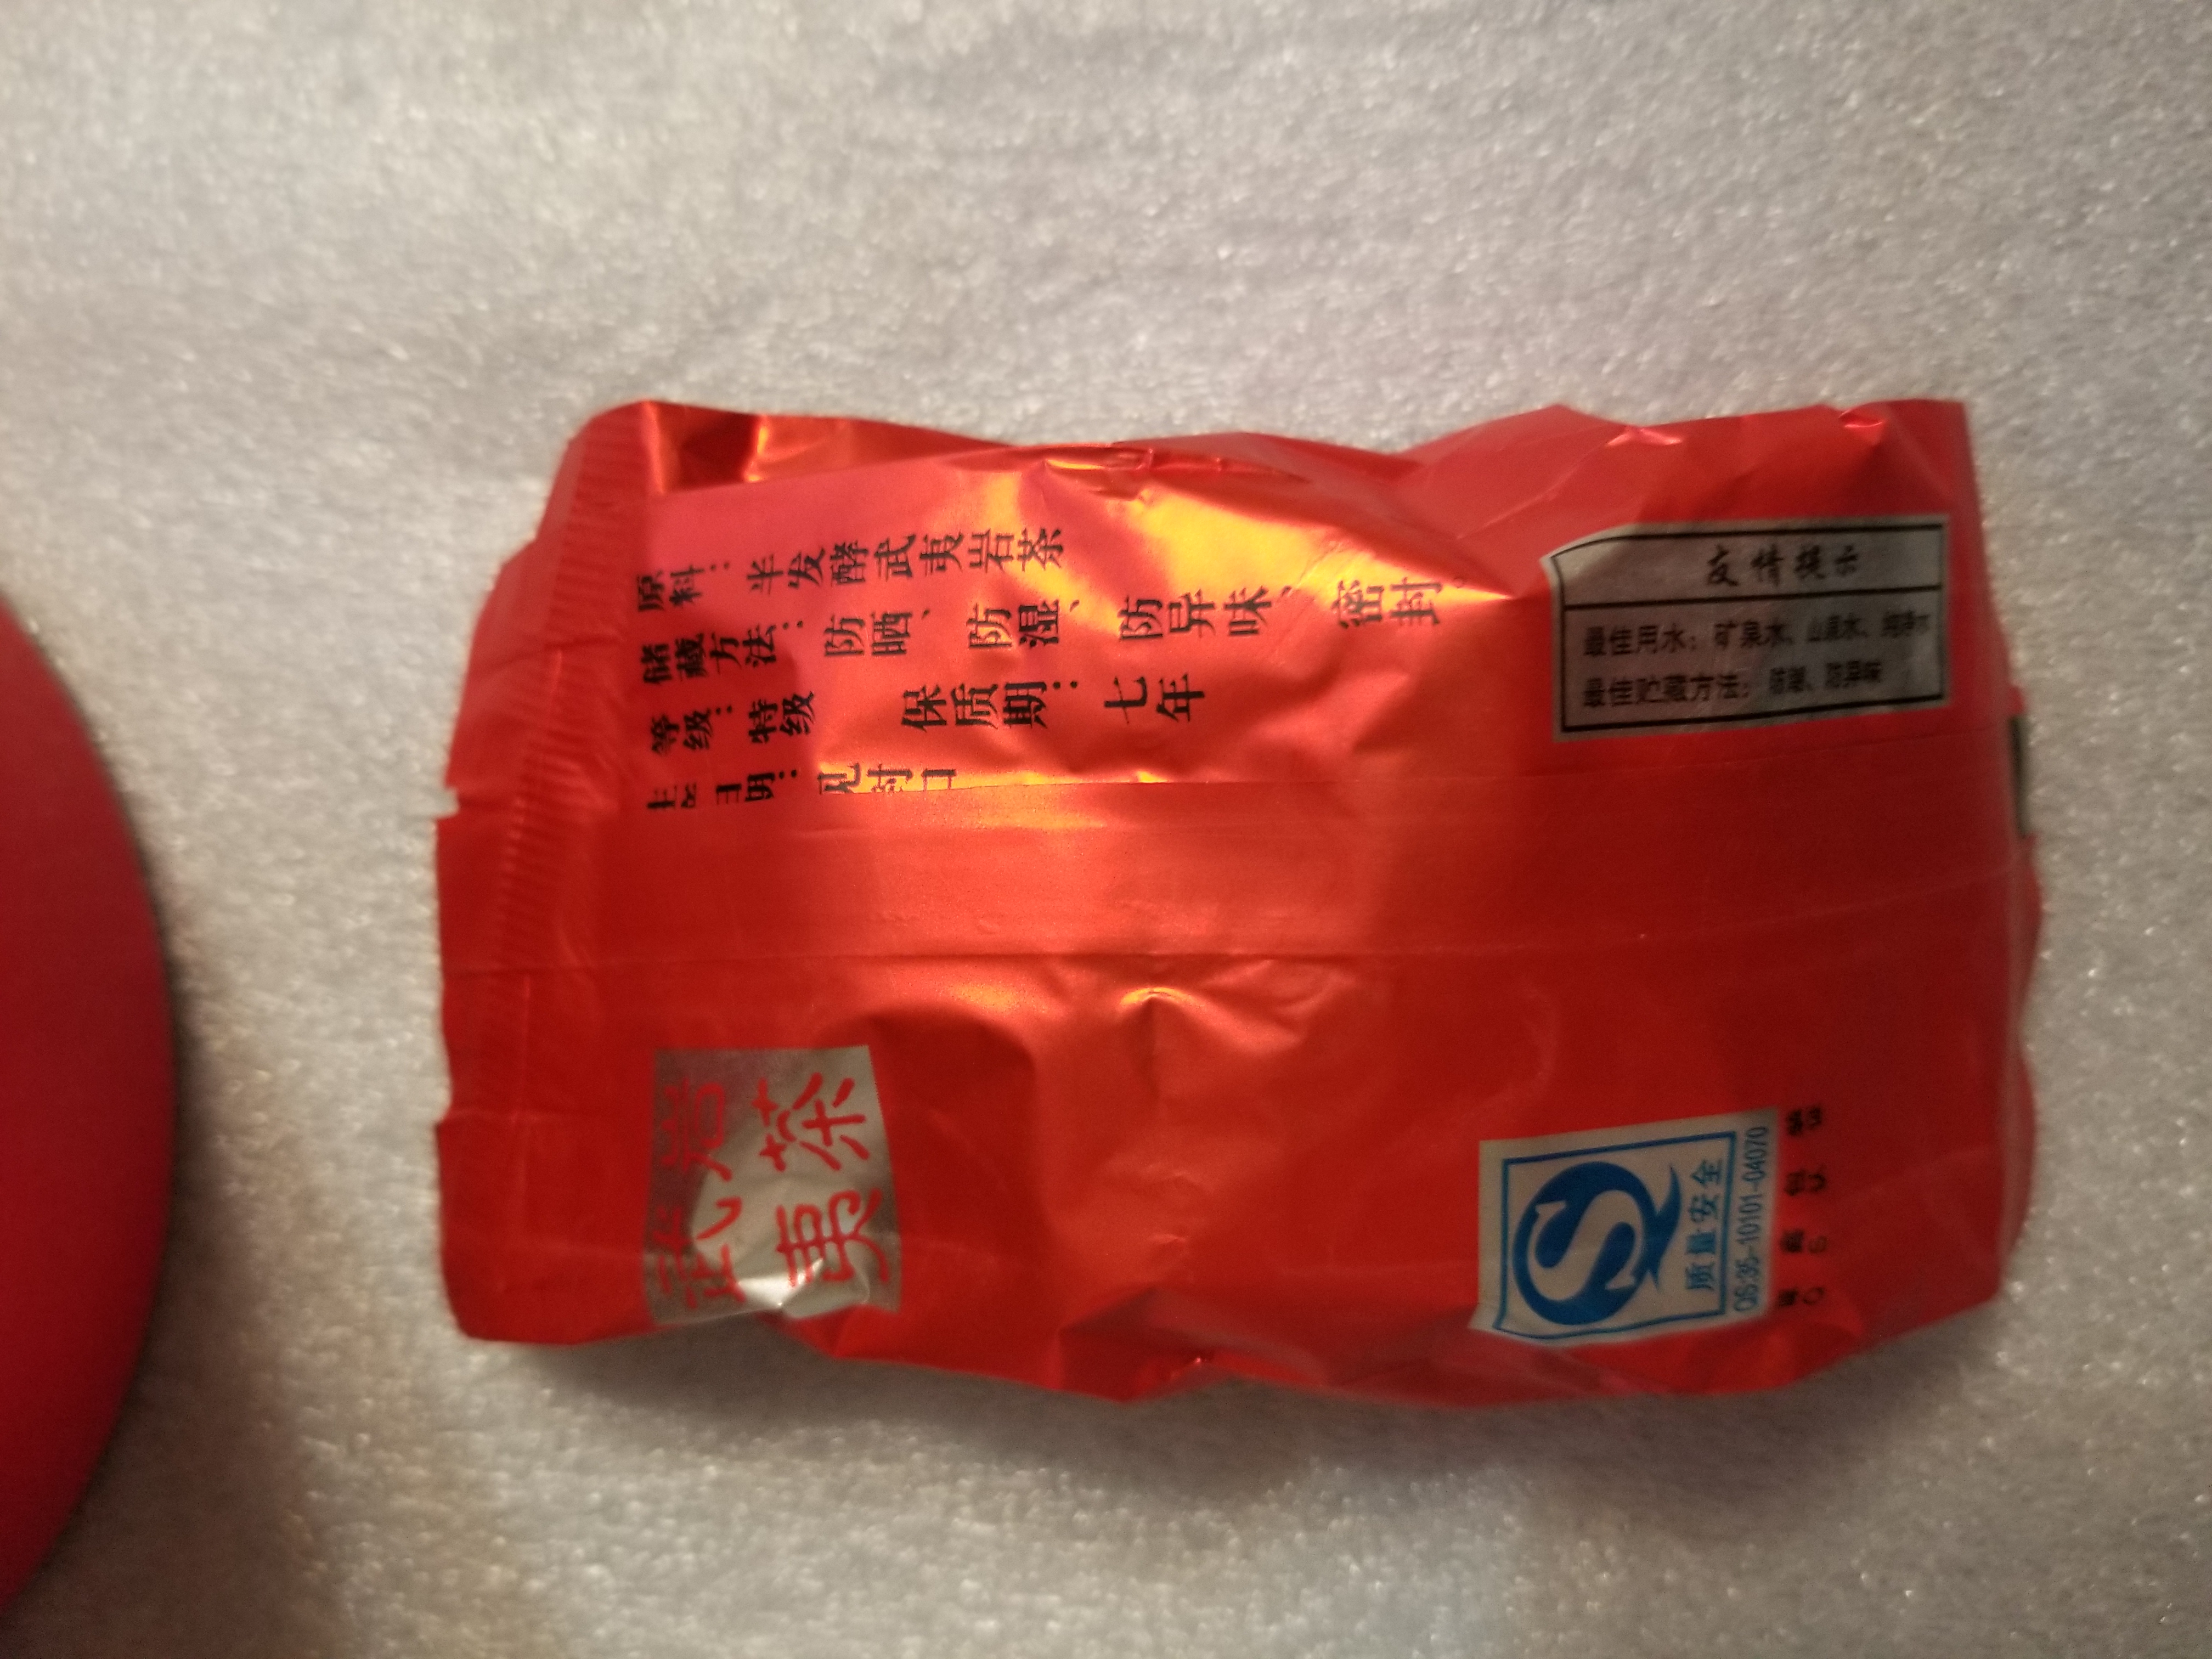 原料：半发酵武夷岩茶
储藏方法：防晒、防湿、防异味、密封。
等级：特级 保质期：七年
见封口
友情提示
最佳用水：矿泉水、山泉水、
最佳贮藏方法：
武夷岩茶
质量安全
QS35-10101-04070